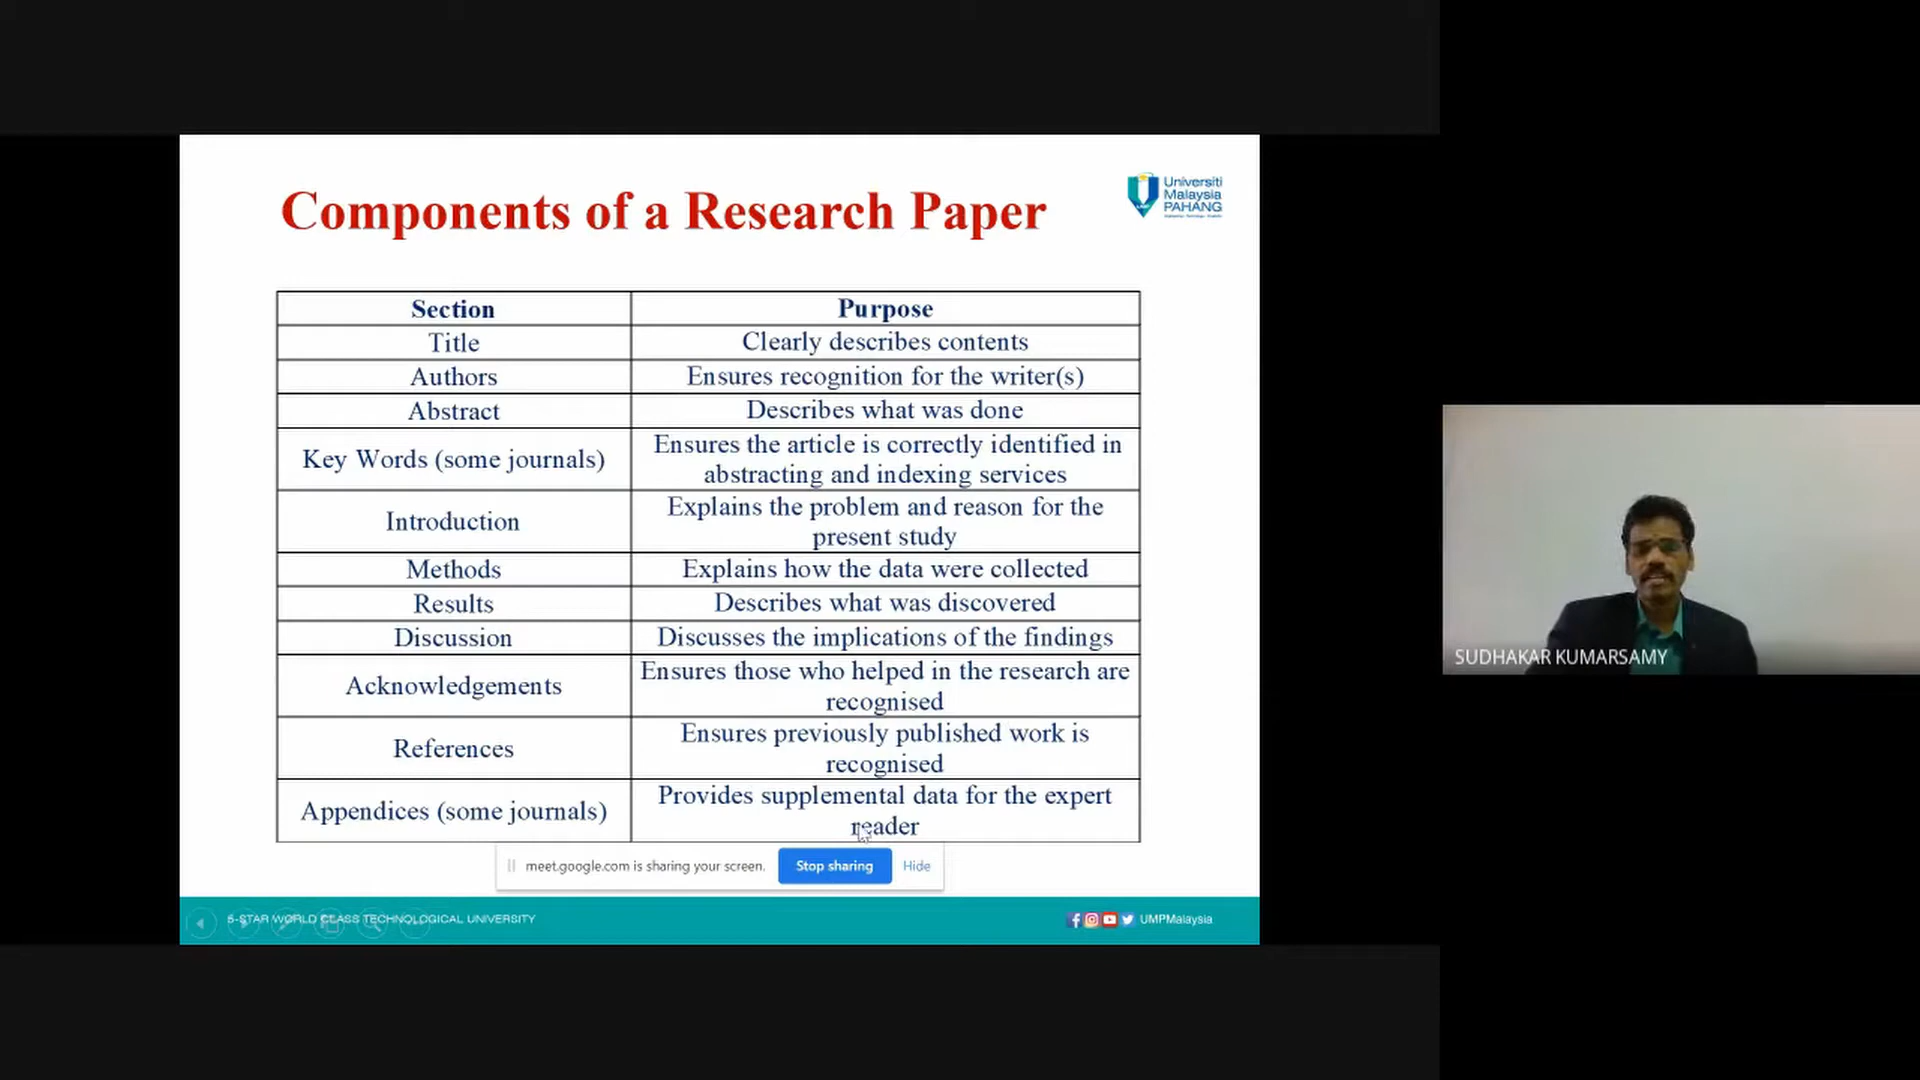 Components of a Research Paper
Universiti
Malaysia
PAHANG
Section Purpose
Title Clearly describes contents
Authors Ensures recognition for the writer(s)
Abstract Describes what was done
Key Words (some journals) Ensures the article is correctly identified in
abstracting and indexing services
Introduction Explains the problem and reason for the
present study
Methods Explains how the data were collected
Results Describes what was discovered
Discussion Discusses the implications of the findings
Acknowledgements Ensures those who helped in the research are
recognised
References Ensures previously published work is
recognised
Appendices (some journals) Provides supplemental data for the expert
reader
meet.google.com is sharing your screen. Stop sharing Hide
5-STAR WORLD CLASS TECHNOLOGICAL UNIVERSITY
UMPMalaysia
SUDHAKAR KUMARSAMY